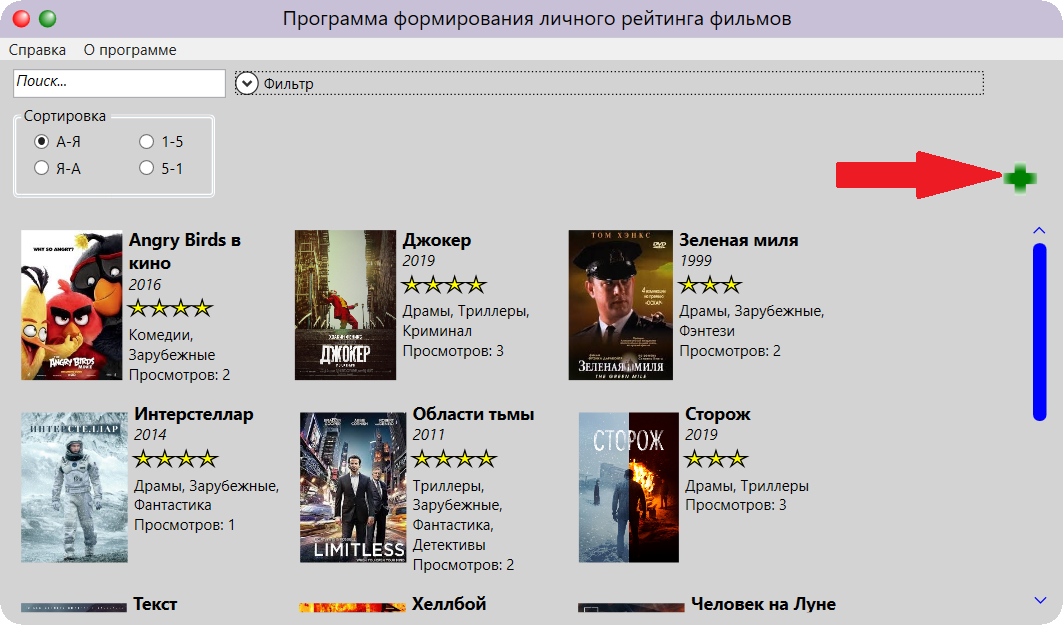 Программа формирования личного рейтинга фильмов
Справка О программе
Поиск...
Фильтр
Сортировка
А-Я 1-5
Я-А 5-1
WHY SO ANGRY?
ANGRY BIRDS
Angry Birds в
кино
2016
Комедии,
Зарубежные
Просмотров: 2
ДЖОКЕР
Джокер
2019
Драмы, Триллеры,
Криминал
Просмотров: 3
ТОМ ХЭНКС
DVD
ЗЕЛЕНАЯ МИЛЯ
THE GREEN MILE
Зеленая миля
1999
Драмы, Зарубежные,
Фэнтези
Просмотров: 2
ИНТЕРСТЕЛЛАР
Интерстеллар
2014
Драмы, Зарубежные,
Фантастика
Просмотров: 1
LIMITLESS
Области тьмы
2011
Триллеры,
Зарубежные,
Фантастика,
Детективы
Просмотров: 2
СТОРОЖ
Сторож
2019
Драмы, Триллеры
Просмотров: 3
Текст
Хеллбой
Человек на Луне